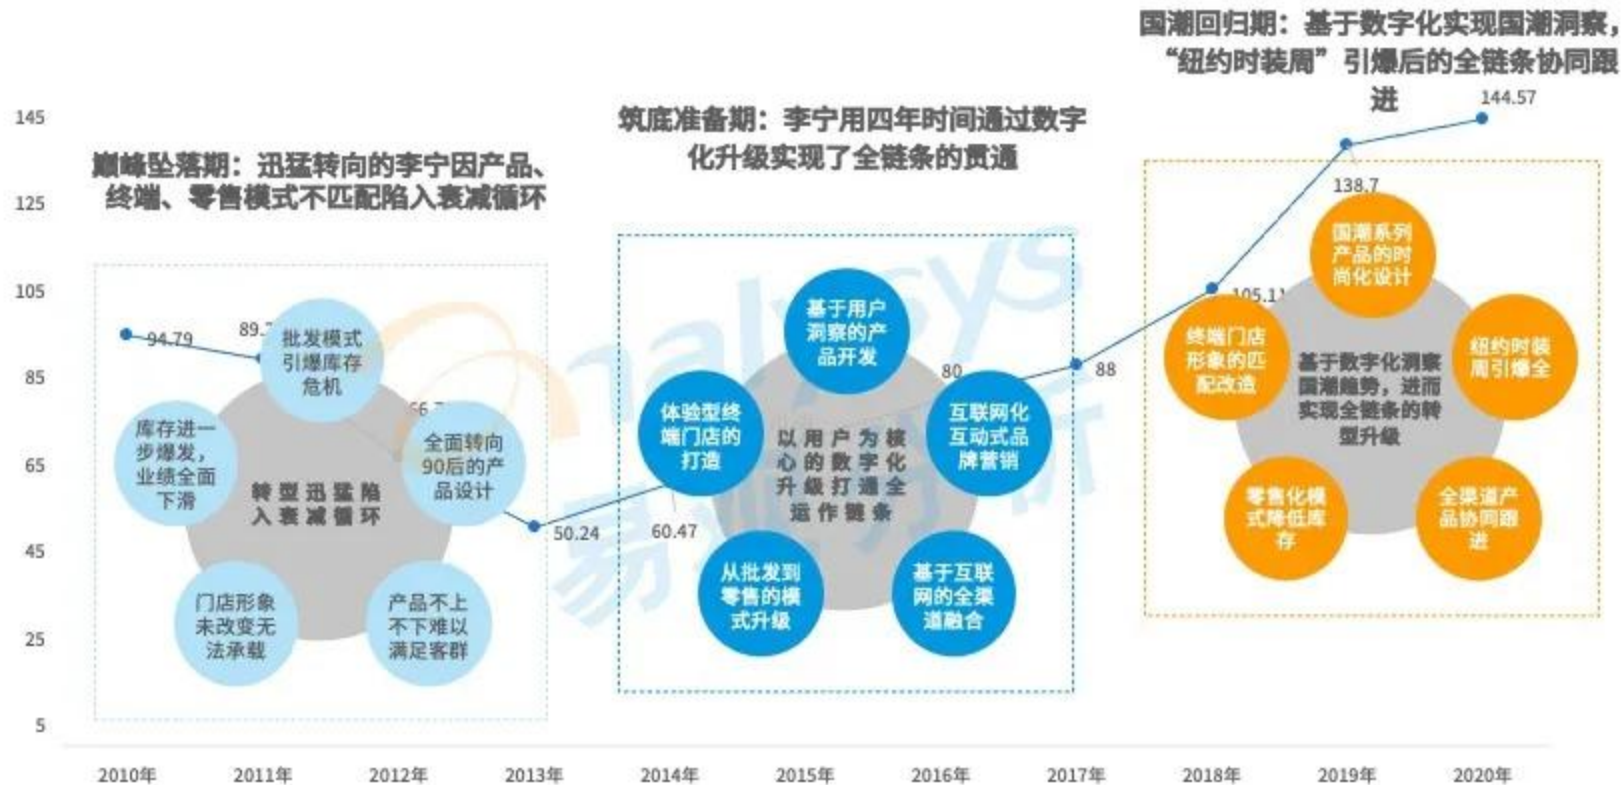 国潮回归期：基于数字化实现国潮洞察，
“纽约时装周”引爆后的全链条协同跟
进
筑底准备期：李宁用四年时间通过数字
化升级实现了全链条的贯通
巅峰坠落期：迅猛转向的李宁因产品、
终端、零售模式不匹配陷入衰减循环
145
125
105
85
65
45
25
5
94.79
89.
批发模式
引爆库存
危机
66.
全面转向
90后的产
品设计
库存进一
步爆发，
业绩全面
下滑
转型迅猛陷
入衰减循环
门店形象
未改变无
法承载
产品不上
不下难以
满足客群
50.24
60.47
基于用户
洞察的产
品开发
体验型终
端门店的
打造
80
互联网化
互动式品
牌营销
以用户为核
心的数字化
升级打通全
运作链条
从批发到
零售的模
式升级
基于互联
网的全渠
道融合
88
105.11
138.7
144.57
国潮系列
产品的时
尚化设计
终端门店
形象的匹
配改造
纽约时装
周引爆全
基于数字化洞察
国潮趋势，进而
实现全链条的转
型升级
零售化模
式降低库
存
全渠道产
品协同跟
进
nalysys
易观分析
2010年
2011年
2012年
2013年
2014年
2015年
2016年
2017年
2018年
2019年
2020年